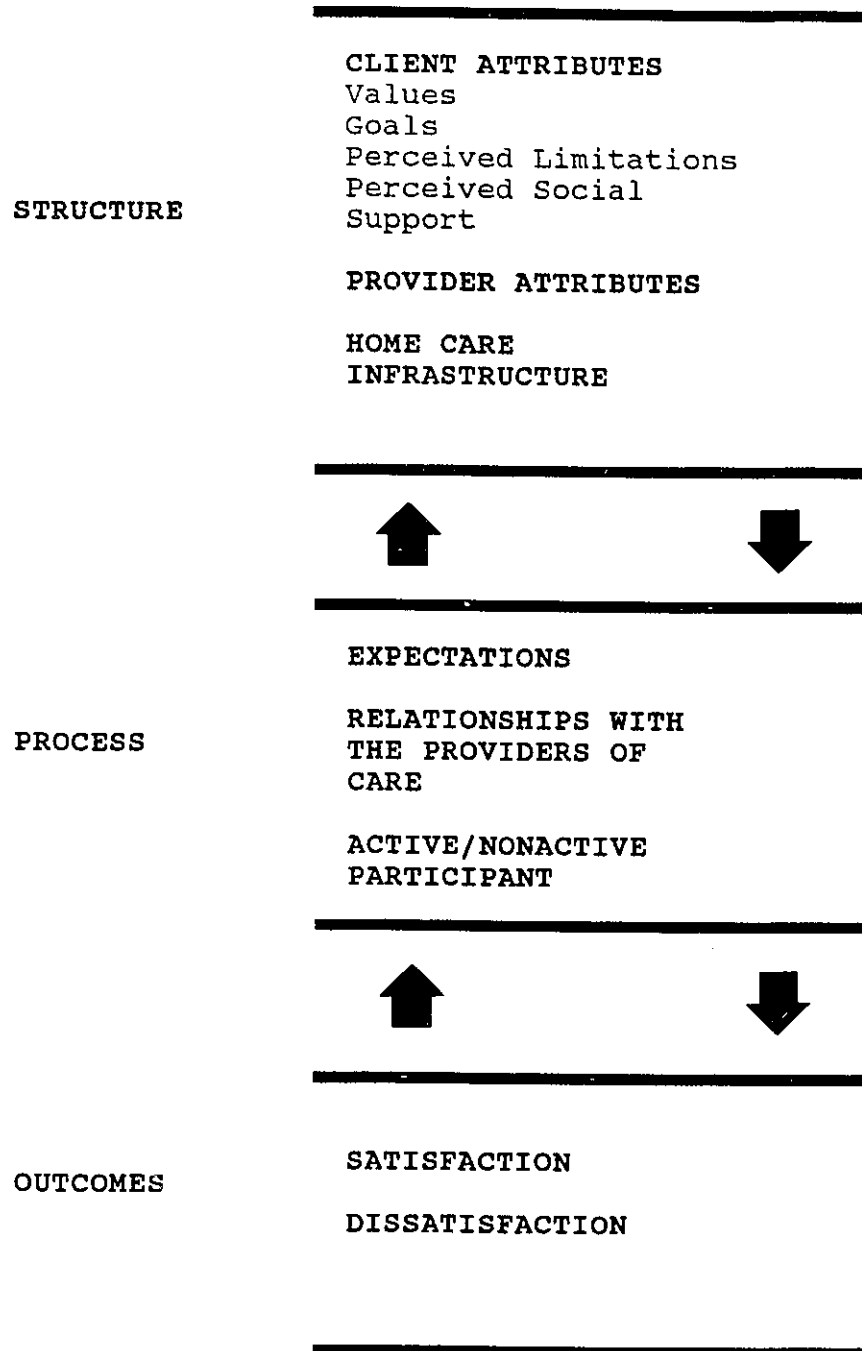 CLIENT ATTRIBUTES
Values
Goals
Perceived Limitations
Perceived Social
Support
STRUCTURE
PROVIDER ATTRIBUTES
HOME CARE
INFRASTRUCTURE
EXPECTATIONS
RELATIONSHIPS WITH
THE PROVIDERS OF
CARE
PROCESS
ACTIVE/NONACTIVE
PARTICIPANT
SATISFACTION
OUTCOMES
DISSATISFACTION